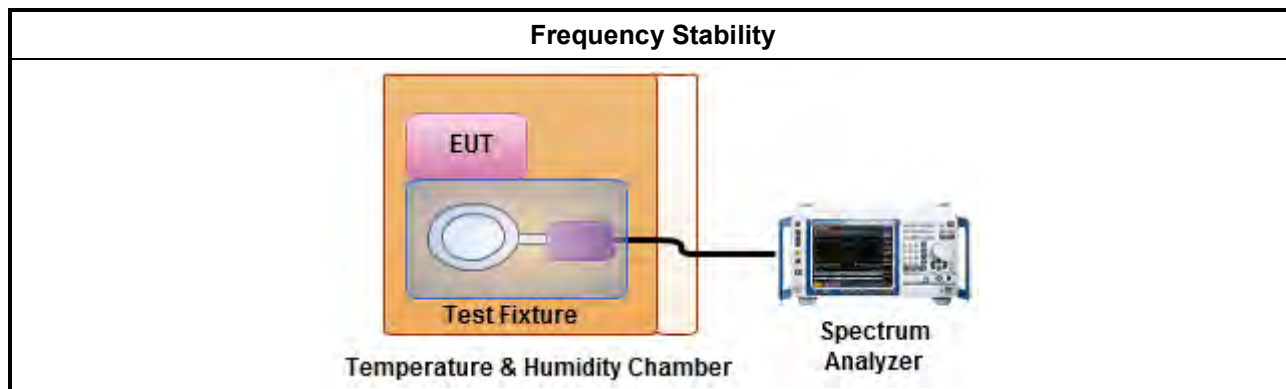 Frequency Stability
EUT
Test Fixture
Temperature & Humidity Chamber
Spectrum
Analyzer